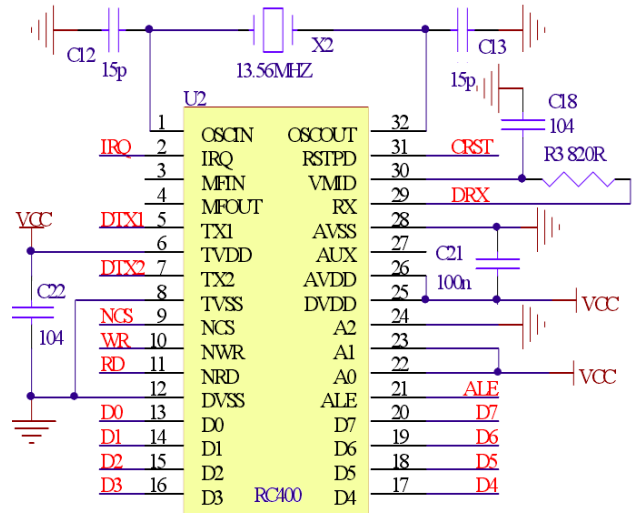 C12
15p
X2
13.56MHZ
C13
15p
U2
C18
104
R3 820R
1 OSCIN OSCOUT 32
IRQ 2 IRQ RSTPD 31 CRST
3 MFIN VMID 30
4 MFOUT RX 29 DRX
DTX1 5 TX1 AVSS 28
VCC 6 TVDD AUX 27
C21
100n
DTX2 7 TX2 AVDD 26
C22
104
8 TVSS DVDD 25 VCC
NCS 9 NCS A2 24
WR 10 NWR A1 23
RD 11 NRD A0 22 VCC
12 DVSS ALE 21 ALE
D0 13 D0 D7 20 D7
D1 14 D1 D6 19 D6
D2 15 D2 D5 18 D5
D3 16 D3 RC400 D4 17 D4